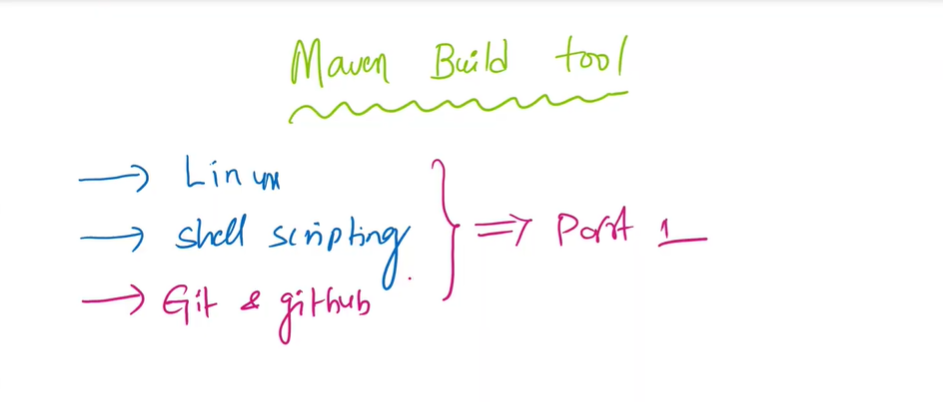 Maven Build tool
→ Linux
→ shell scripting.
→ Git & github
} ⇒ Part 1